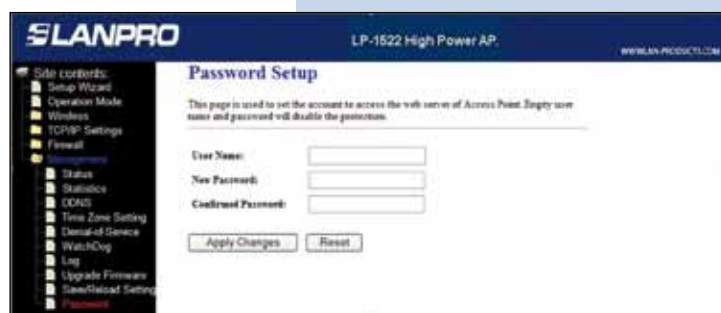 SLANPRO
LP-1522 High Power AP.
WWW.LAN-PRODUCTS.COM
Site contents:
Setup Wizard
Operation Mode
Wireless
TCP/IP Settings
Firewall
Management
Status
Statistics
DDNS
Time Zone Setting
Denial-of-Service
WatchDog
Log
Upgrade Firmware
Save/Reload Setting
Password
Password Setup
This page is used to set the account to access the web server of Access Point. Empty user
name and password will disable the protection.
User Name:
New Password:
Confirmed Password:
Apply Changes Reset